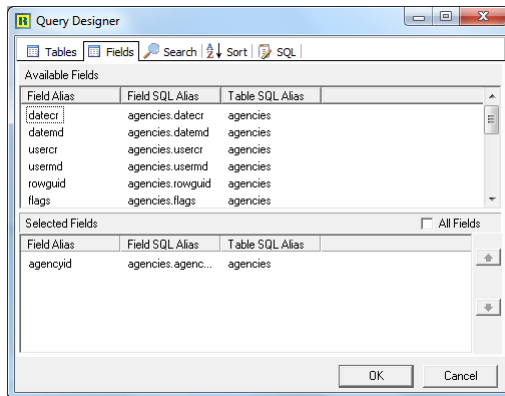 R Query Designer
Tables Fields Search Sort SQL
Available Fields
Field Alias Field SQL Alias Table SQL Alias
datecr agencies.datecr agencies
datemd agencies.datemd agencies
usercr agencies.usercr agencies
usermd agencies.usermd agencies
rowguid agencies.rowguid agencies
flags agencies.flags agencies
Selected Fields All Fields
Field Alias Field SQL Alias Table SQL Alias
agencyid agencies.agenc... agencies
OK Cancel